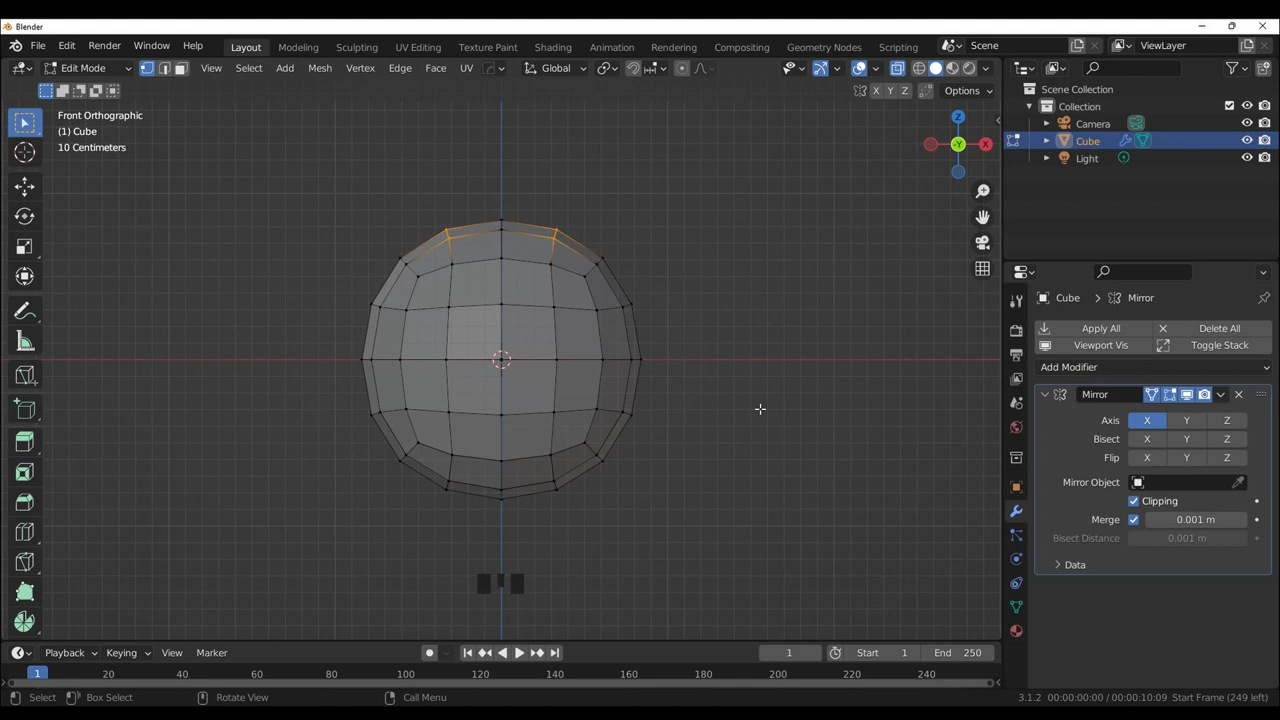 Blender
File Edit Render Window Help Layout Modeling Sculpting UV Editing Texture Paint Shading Animation Rendering Compositing Geometry Nodes Scripting Scene ViewLayer
Edit Mode View Select Add Mesh Vertex Edge Face UV Global
X Y Z Options
Front Orthographic
(1) Cube
10 Centimeters
Z
-Y X
Scene Collection
Collection
Camera
Cube
Light
Cube > Mirror
Apply All Delete All
Viewport Vis Toggle Stack
Add Modifier
Mirror
Axis X Y Z
Bisect X Y Z
Flip X Y Z
Mirror Object
Clipping
Merge 0.001 m
Bisect Distance 0.001 m
Data
Playback Keying View Marker 1 Start 1 End 250
1 20 40 60 80 100 120 140 160 180 200 220 240
Select Box Select Rotate View Call Menu 3.1.2 00:00:00:00 / 00:00:10:09 Start Frame (249 left)